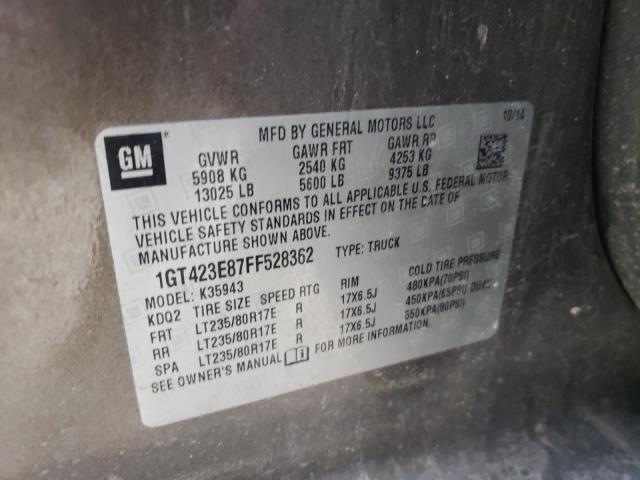 GM
MFD BY GENERAL MOTORS LLC 10/14
GVWR GAWR FRT GAWR RR
5908 KG 2540 KG 4253 KG
13025 LB 5600 LB 9375 LB
THIS VEHICLE CONFORMS TO ALL APPLICABLE U.S. FEDERAL MOTOR
VEHICLE SAFETY STANDARDS IN EFFECT ON THE DATE OF
MANUFACTURE SHOWN ABOVE.
1GT423E87FF528362 TYPE: TRUCK
MODEL: K35943
KDQ2 TIRE SIZE SPEED RTG RIM COLD TIRE PRESSURE
FRT LT235/80R17E R 17X6.5J 480KPA(70PSI)
RR LT235/80R17E R 17X6.5J 450KPA(65PSI) DUAL
SPA LT235/80R17E R 17X6.5J 550KPA(80PSI)
SEE OWNER'S MANUAL FOR MORE INFORMATION.